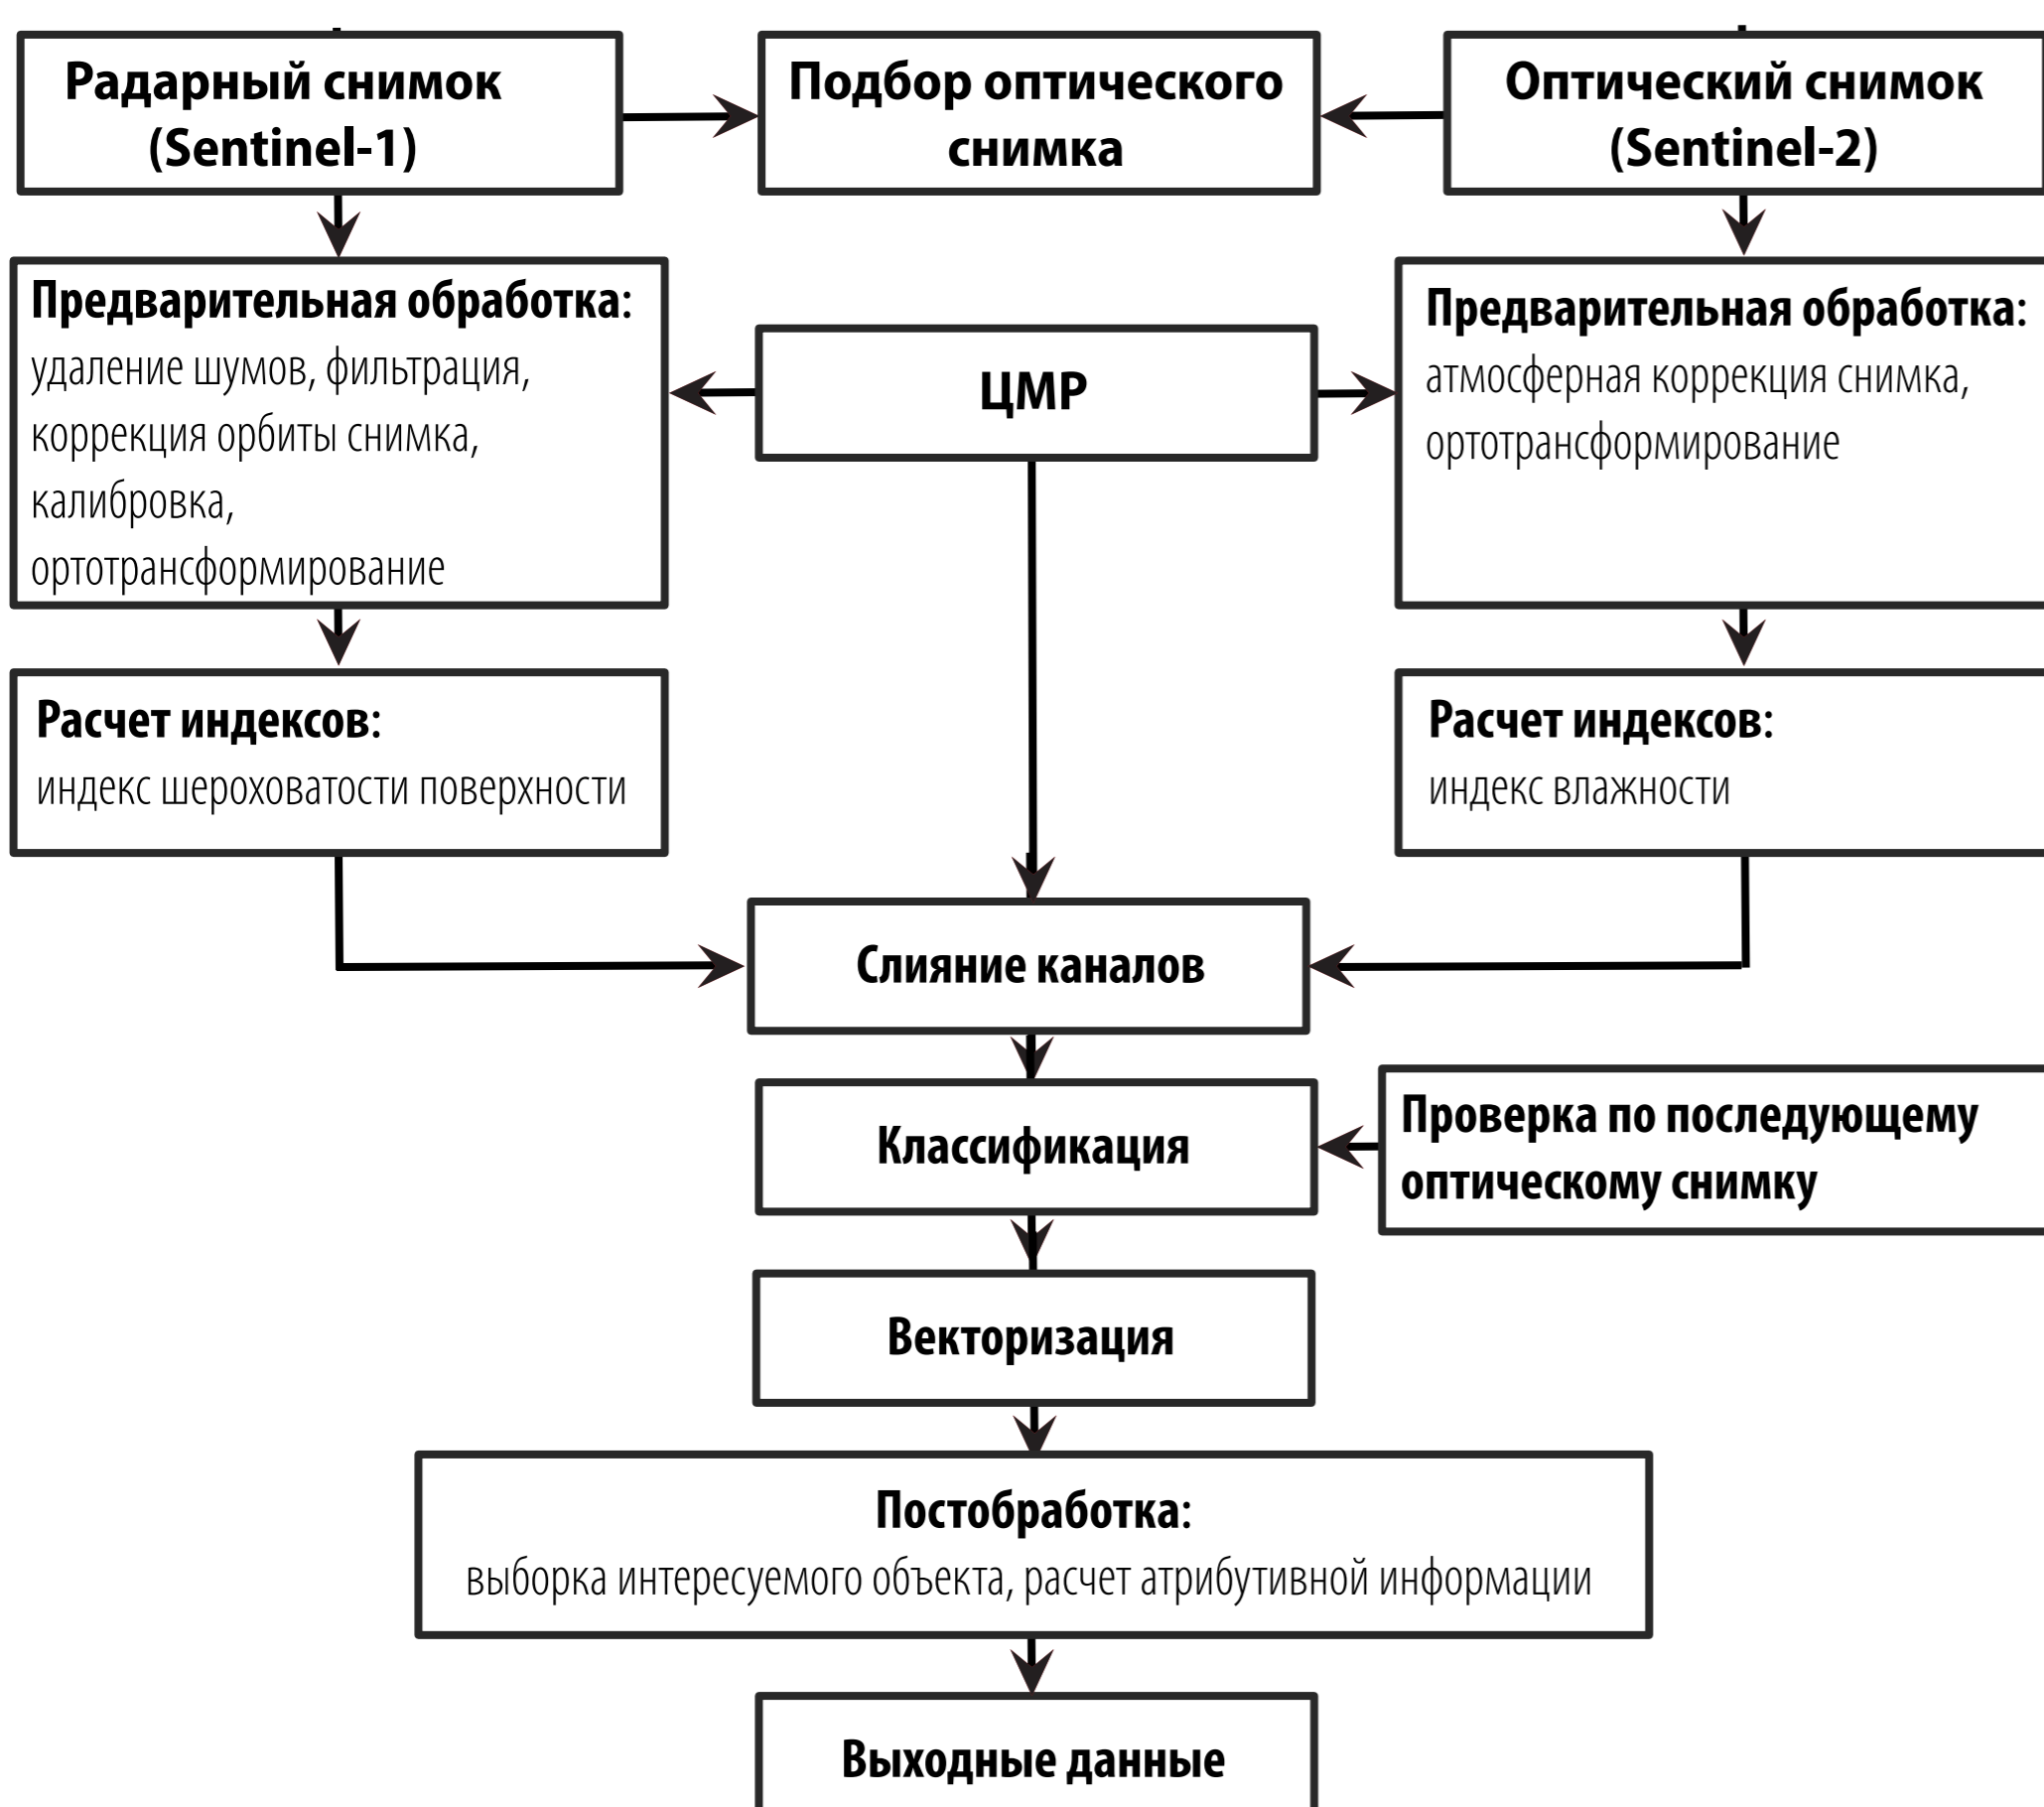 Радарный снимок
(Sentinel-1)
Подбор оптического
снимка
Оптический снимок
(Sentinel-2)
Предварительная обработка:
удаление шумов, фильтрация,
коррекция орбиты снимка,
калибровка,
ортотрансформирование
ЦМР
Предварительная обработка:
атмосферная коррекция снимка,
ортотрансформирование
Расчет индексов:
индекс шероховатости поверхности
Расчет индексов:
индекс влажности
Слияние каналов
Классификация
Проверка по последующему
оптическому снимку
Векторизация
Постобработка:
выборка интересуемого объекта, расчет атрибутивной информации
Выходные данные